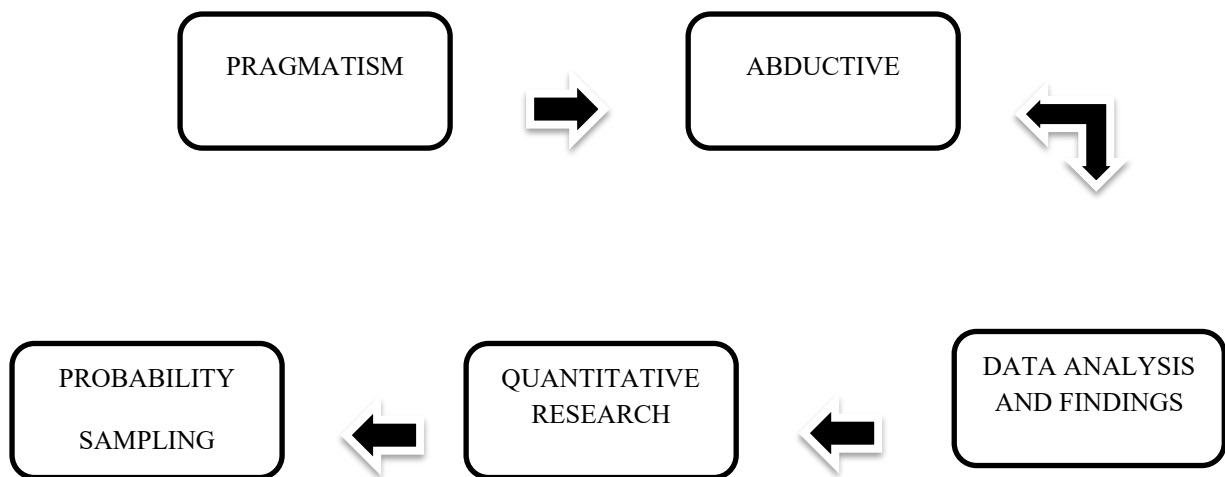 PRAGMATISM
ABDUCTIVE
PROBABILITY
SAMPLING
QUANTITATIVE
RESEARCH
DATA ANALYSIS
AND FINDINGS